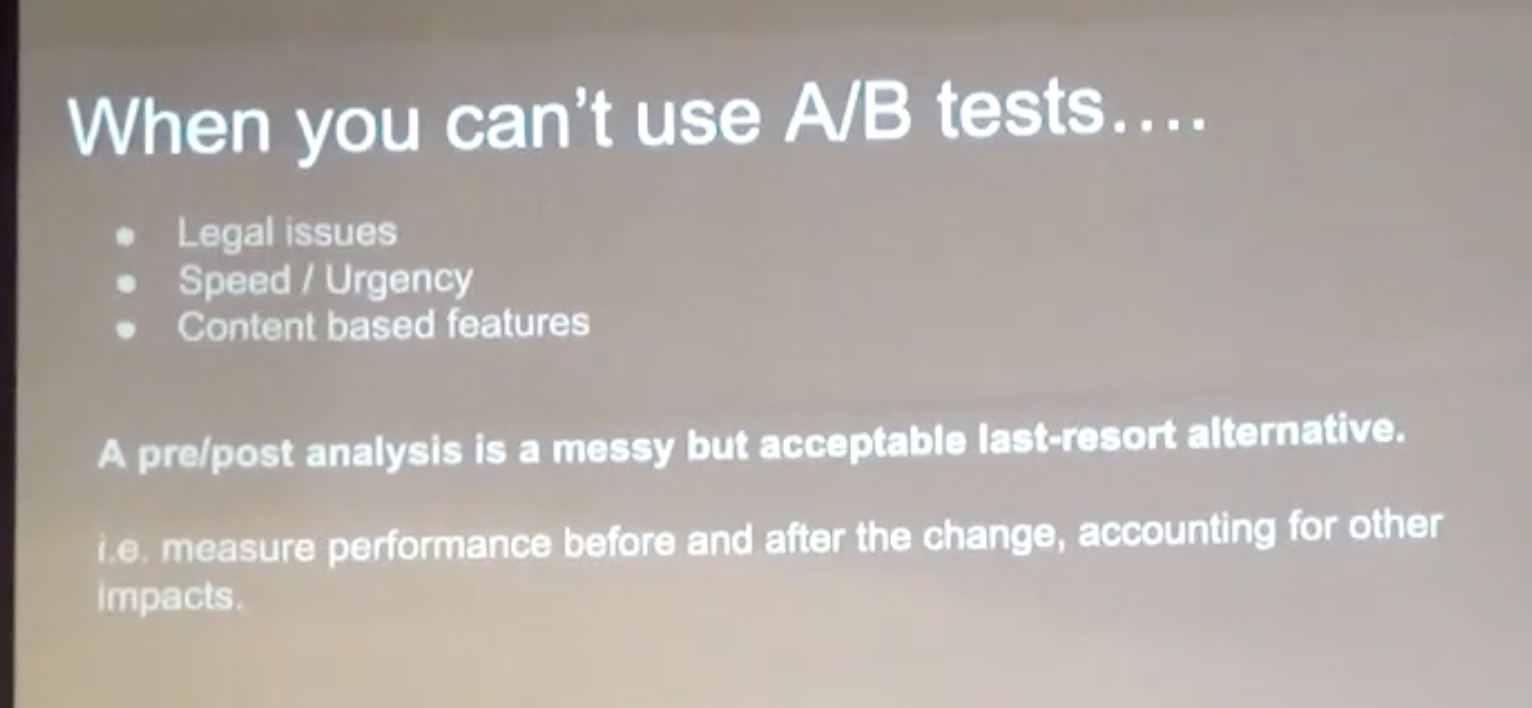 When you can't use A/B tests....
• Legal issues
• Speed / Urgency
• Content based features
A pre/post analysis is a messy but acceptable last-resort alternative.
i.e. measure performance before and after the change, accounting for other
impacts.